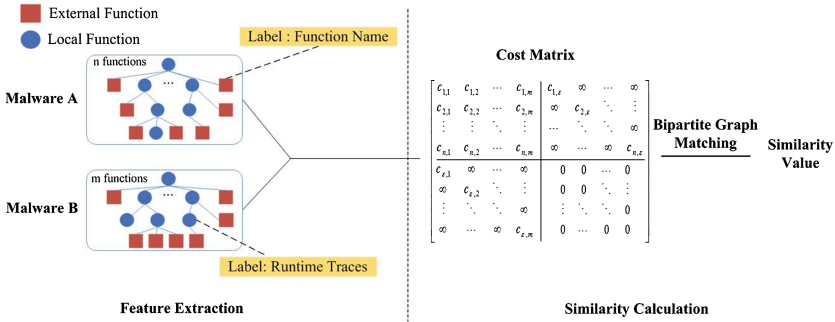 External Function
Local Function
Label : Function Name
n functions
...
Malware A
m functions
...
Malware B
Label: Runtime Traces
Feature Extraction
Cost Matrix
c1,1 c1,2 ... c1,m c1,ε ∞ ... ∞
c2,1 c2,2 ... c2,m ∞ c2,ε ⋱ ⋮
⋮ ⋮ ⋱ ⋮ ... ⋱ ⋱ ∞
cn,1 cn,2 ... cn,m ∞ ... ∞ cn,ε
cε,1 ∞ ... ∞ 0 0 ... 0
∞ cε,2 ⋱ ⋮ 0 0 ⋱ ⋮
⋮ ⋱ ⋱ ∞ ⋮ ⋱ ⋱ 0
∞ ... ∞ cε,m 0 ... 0 0
Bipartite Graph
Matching
Similarity
Value
Similarity Calculation